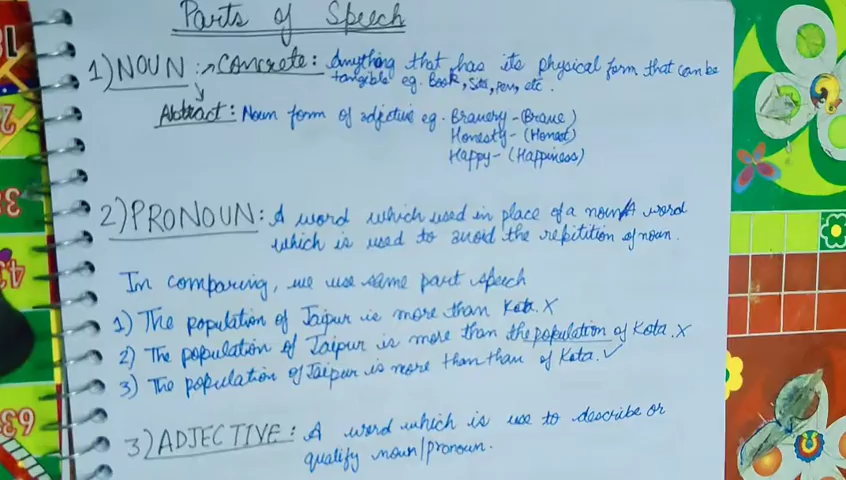 Parts of Speech
1) NOUN :→ Concrete: Anything that has its physical form that can be
tangible eg. Book, Sita, pen, etc.
Abstract: Noun form of adjective eg. Bravery - (Brave)
Honesty - (Honest)
Happy - (Happiness)
2) PRONOUN: A word which used in place of a noun/A word
which is used to avoid the repitition of noun.
In comparing, we use same part speech
1) The population of Jaipur is more than Kota. X
2) The population of Jaipur is more than the population of Kota. X
3) The population of Jaipur is more than than of Kota. ✓
3) ADJECTIVE: A word which is use to describe or
qualify noun/pronoun.
63